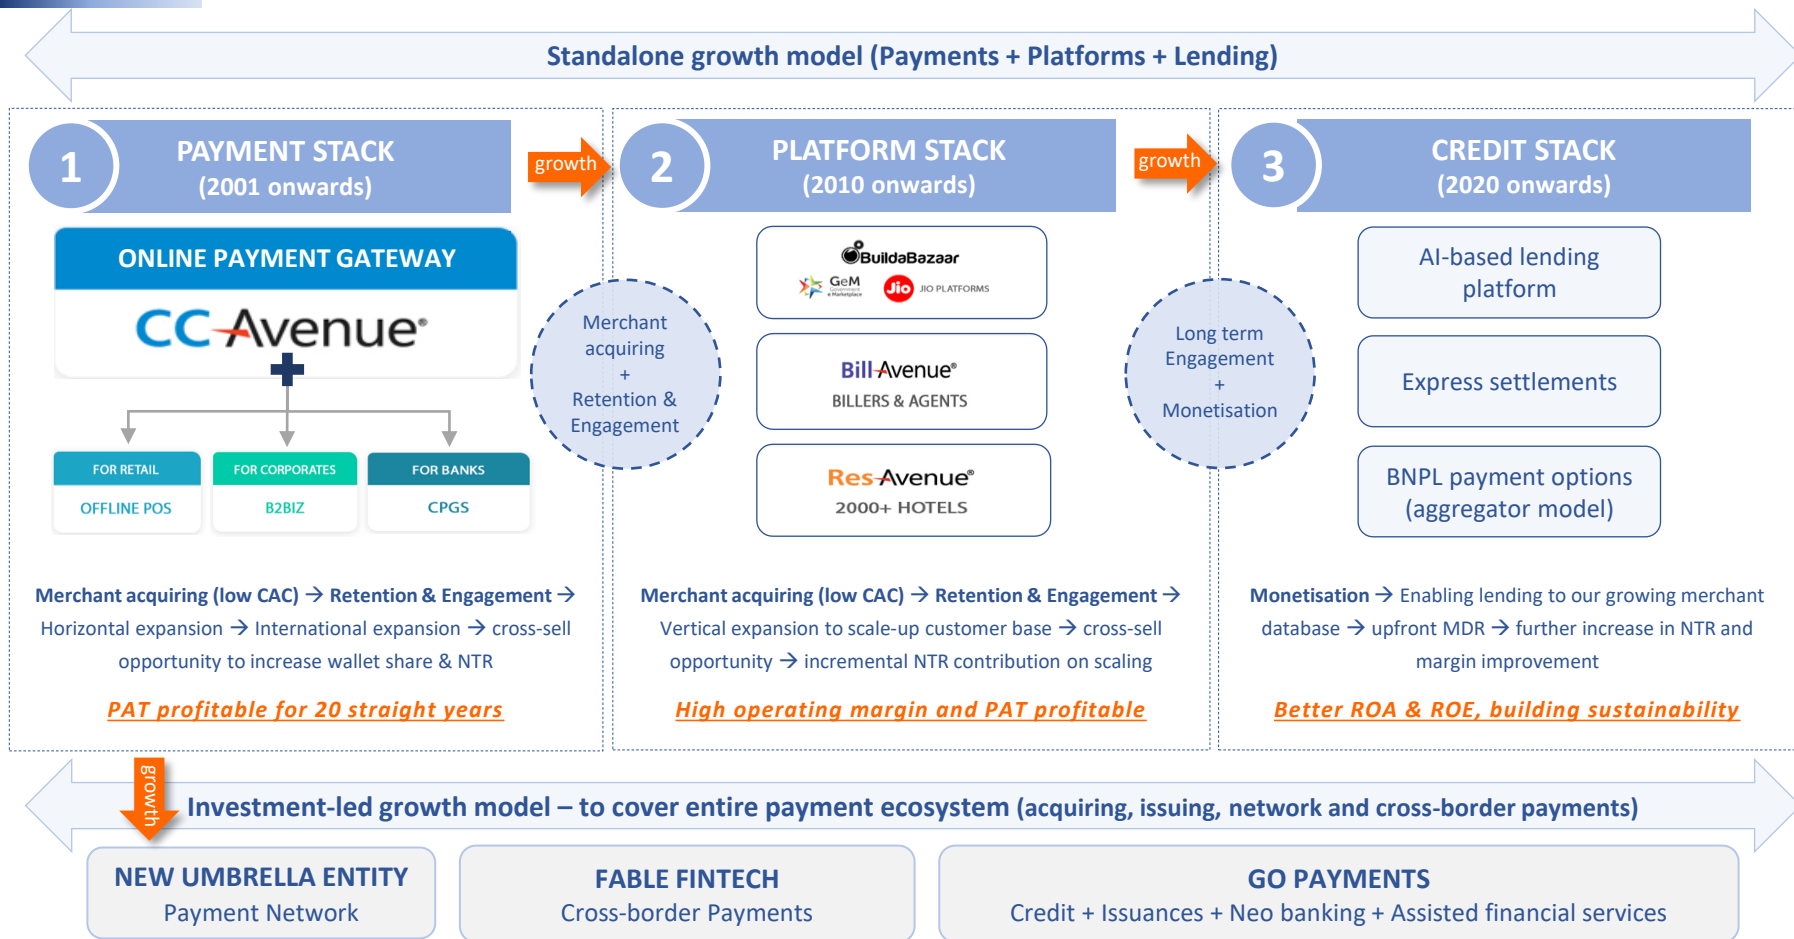 Standalone growth model (Payments + Platforms + Lending)
1
PAYMENT STACK
(2001 onwards)
growth
2
PLATFORM STACK
(2010 onwards)
growth
3
CREDIT STACK
(2020 onwards)
ONLINE PAYMENT GATEWAY
CCAvenue®
FOR RETAIL
OFFLINE POS
FOR CORPORATES
B2BIZ
FOR BANKS
CPGS
Merchant
acquiring
+
Retention &
Engagement
BuildaBazaar
GeM
Government
e Marketplace
Jio
JIO PLATFORMS
BillAvenue®
BILLERS & AGENTS
ResAvenue®
2000+ HOTELS
Long term
Engagement
+
Monetisation
AI-based lending
platform
Express settlements
BNPL payment options
(aggregator model)
Merchant acquiring (low CAC) → Retention & Engagement →
Horizontal expansion → International expansion → cross-sell
opportunity to increase wallet share & NTR
PAT profitable for 20 straight years
Merchant acquiring (low CAC) → Retention & Engagement →
Vertical expansion to scale-up customer base → cross-sell
opportunity → incremental NTR contribution on scaling
High operating margin and PAT profitable
Monetisation → Enabling lending to our growing merchant
database → upfront MDR → further increase in NTR and
margin improvement
Better ROA & ROE, building sustainability
growth
Investment-led growth model – to cover entire payment ecosystem (acquiring, issuing, network and cross-border payments)
NEW UMBRELLA ENTITY
Payment Network
FABLE FINTECH
Cross-border Payments
GO PAYMENTS
Credit + Issuances + Neo banking + Assisted financial services